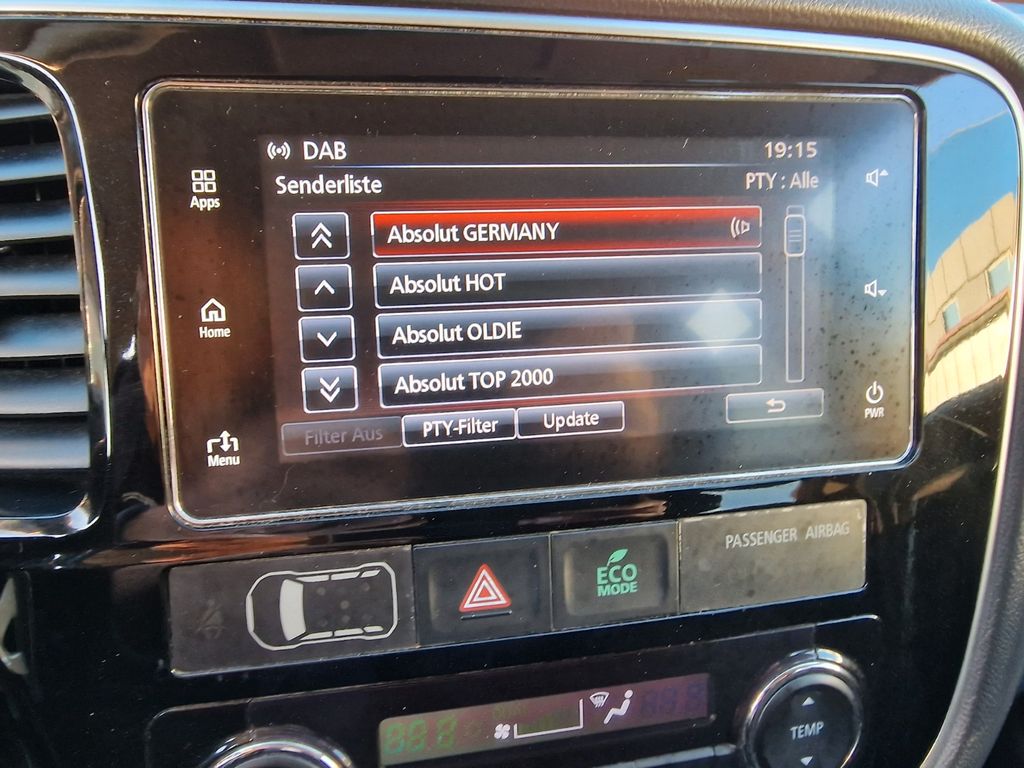 DAB 19:15
Senderliste PTY : Alle
Apps
Absolut GERMANY
Absolut HOT
Home
Absolut OLDIE
Absolut TOP 2000
PWR
Filter Aus PTY-Filter Update
Menu
PASSENGER AIRBAG
ECO
MODE
TEMP